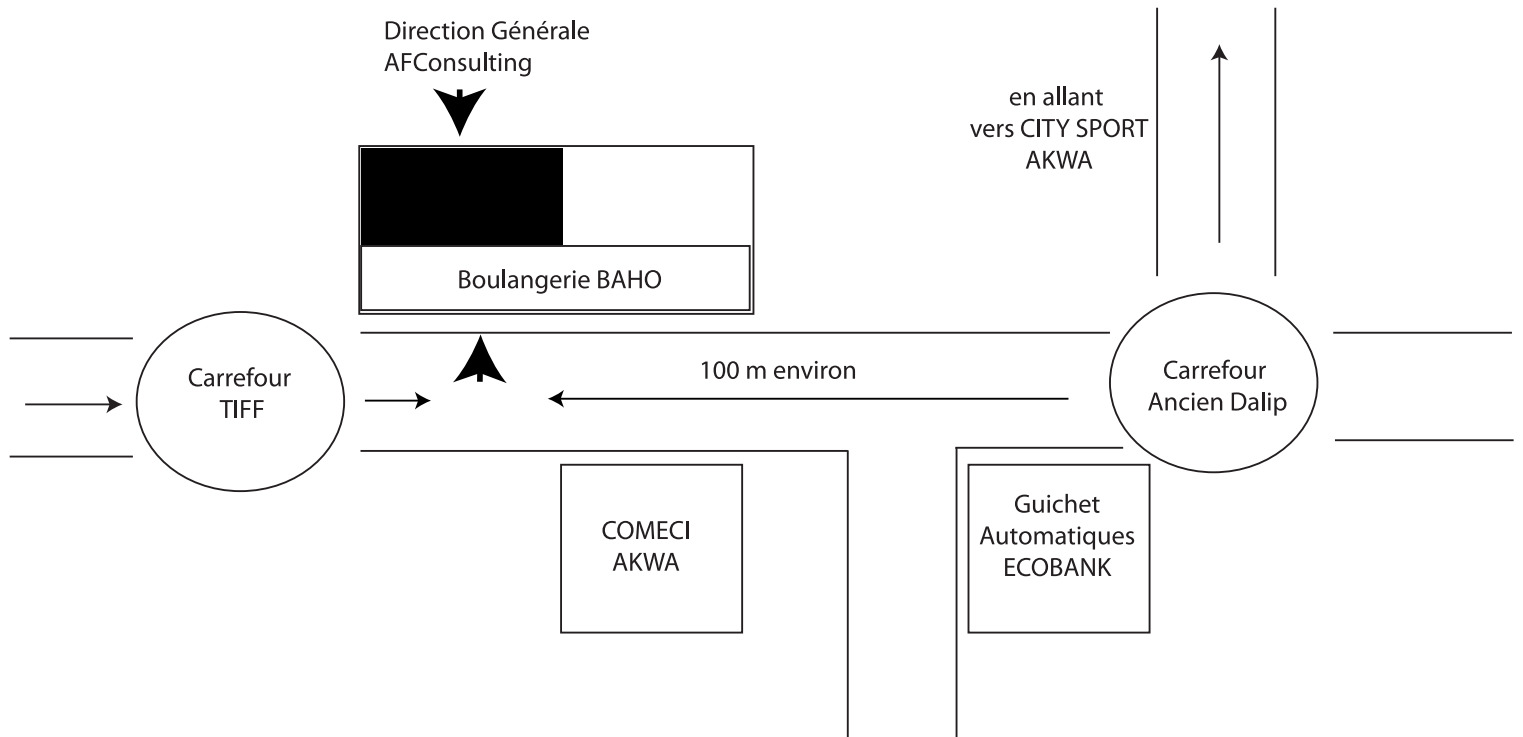 Direction Générale
AFConsulting
en allant
vers CITY SPORT
AKWA
Boulangerie BAHO
Carrefour
TIFF
100 m environ
Carrefour
Ancien Dalip
COMECI
AKWA
Guichet
Automatiques
ECOBANK